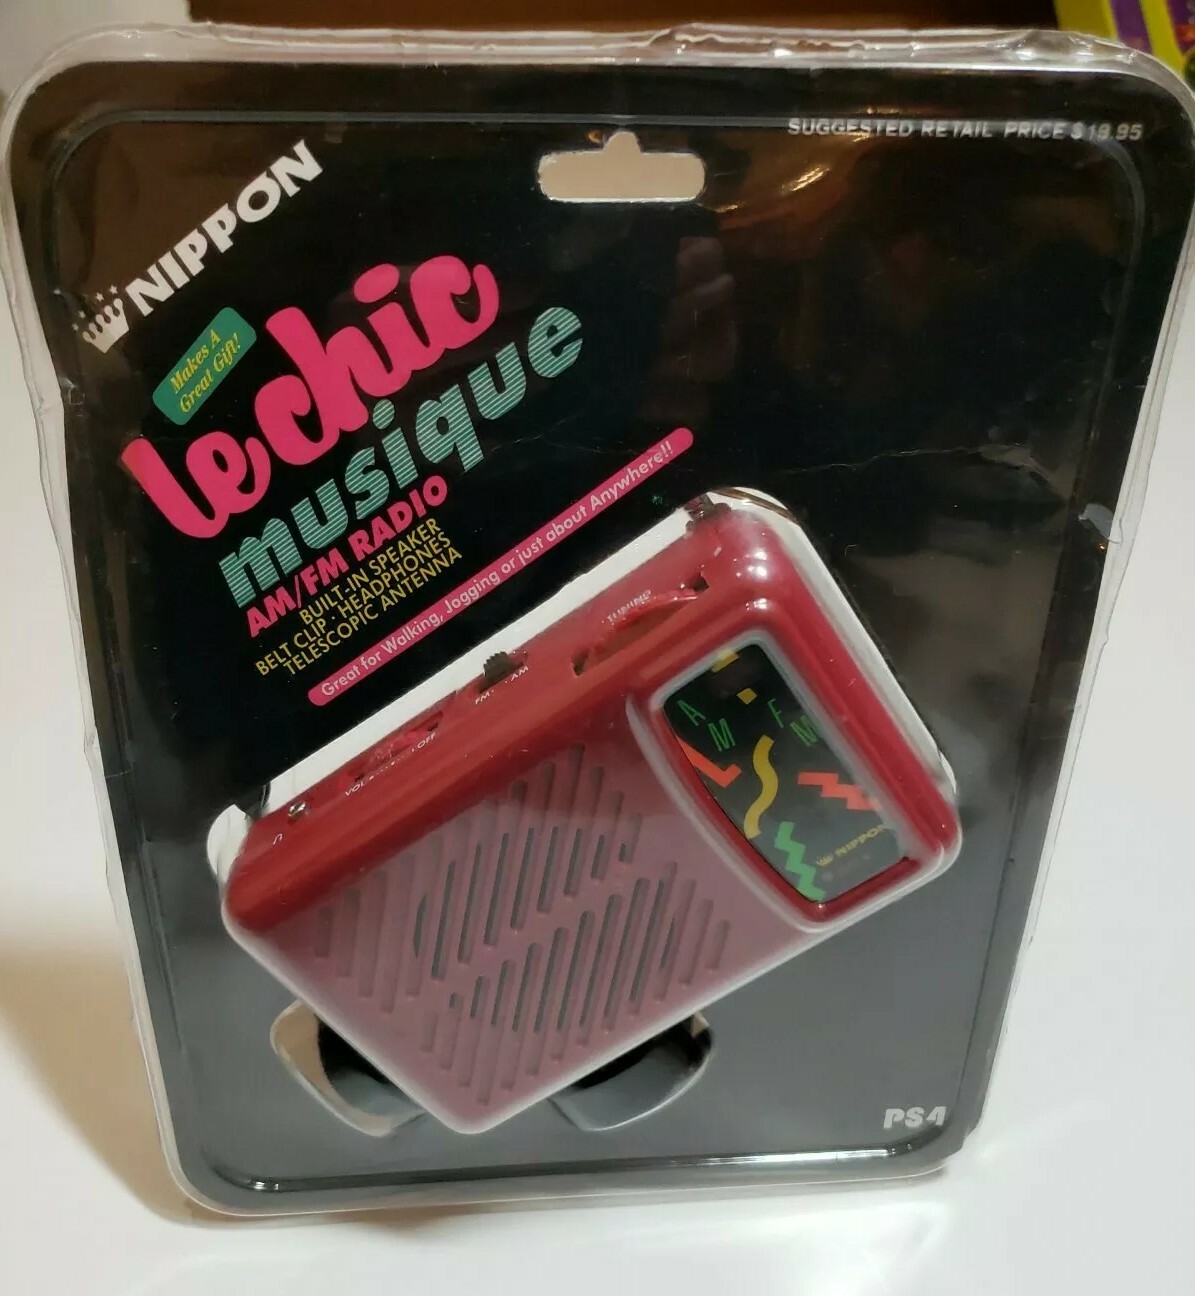 SUGGESTED RETAIL PRICE $19.95
NIPPON
Makes A
Great Gift!
le chic
musique
AM/FM RADIO
BUILT-IN SPEAKER
BELT CLIP · HEADPHONES
TELESCOPIC ANTENNA
Great for Walking, Jogging or just about Anywhere!!
TUNING
FM · AM
VOL OFF
AM
FM
NIPPON
PS4